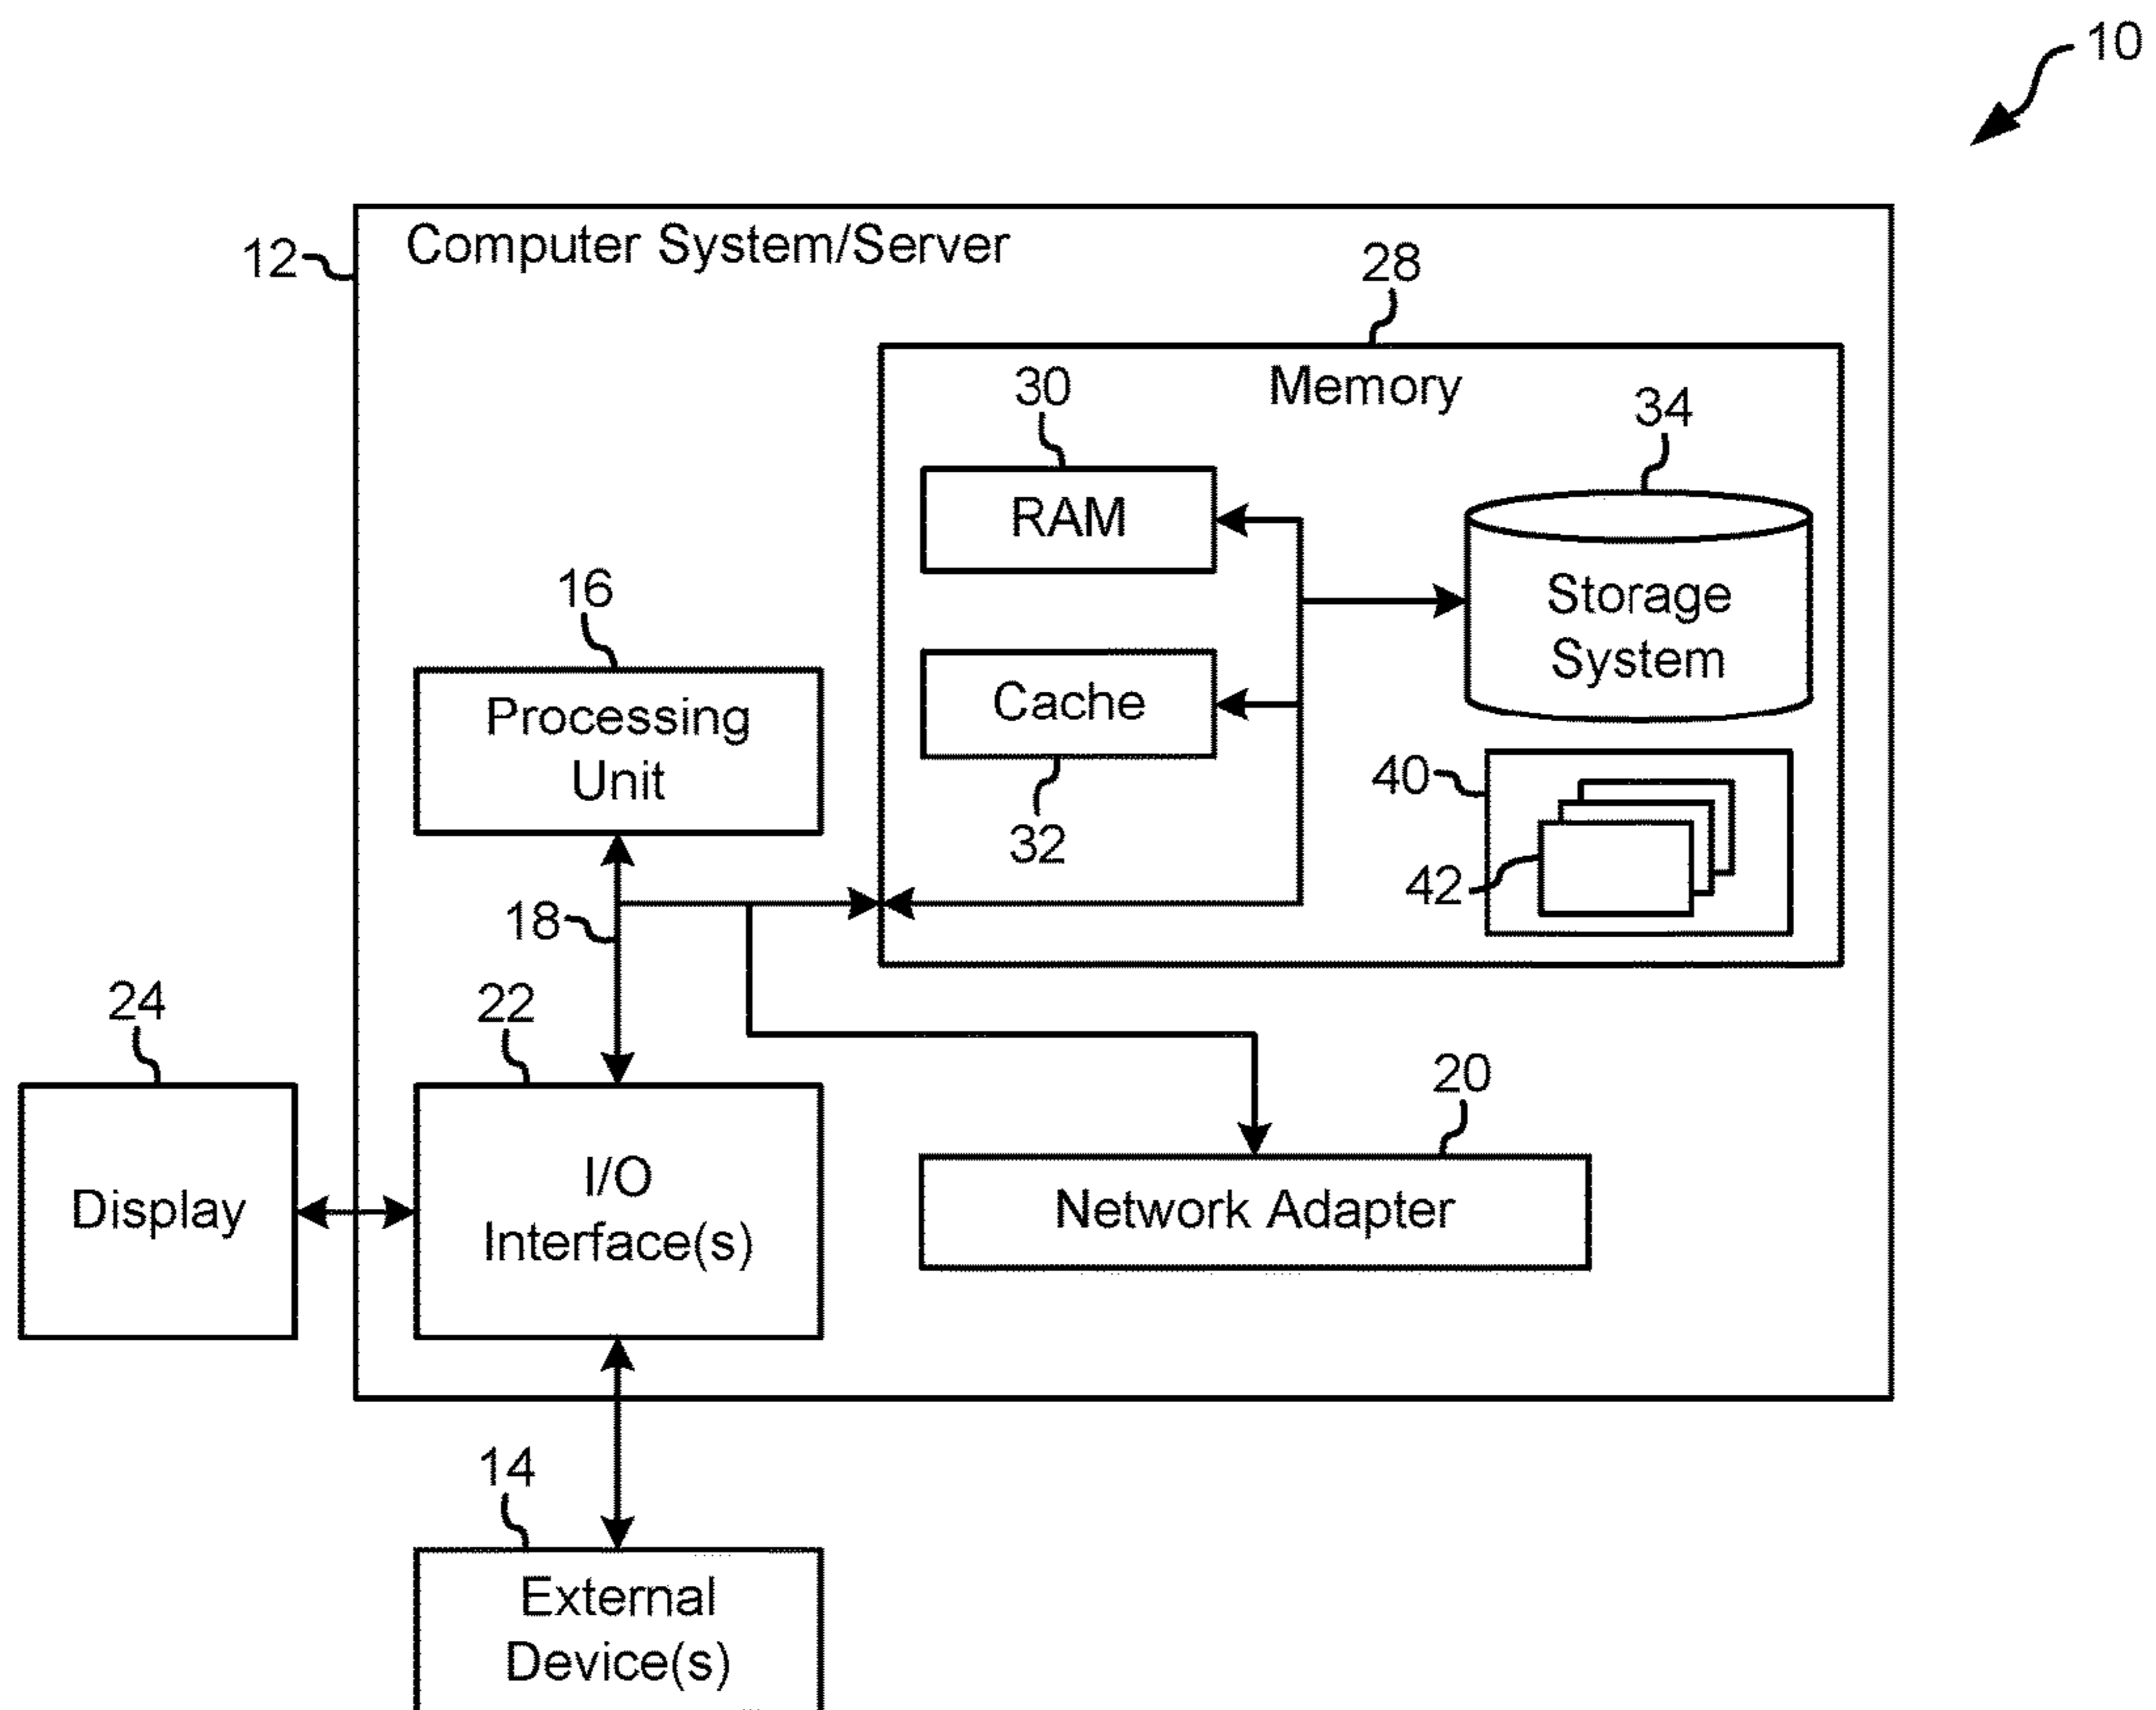 10
12
Computer System/Server
28
Memory
30
34
RAM
Storage
System
16
Processing
Unit
Cache
32
40
42
18
24
22
20
Display
I/O
Interface(s)
Network Adapter
14
External
Device(s)